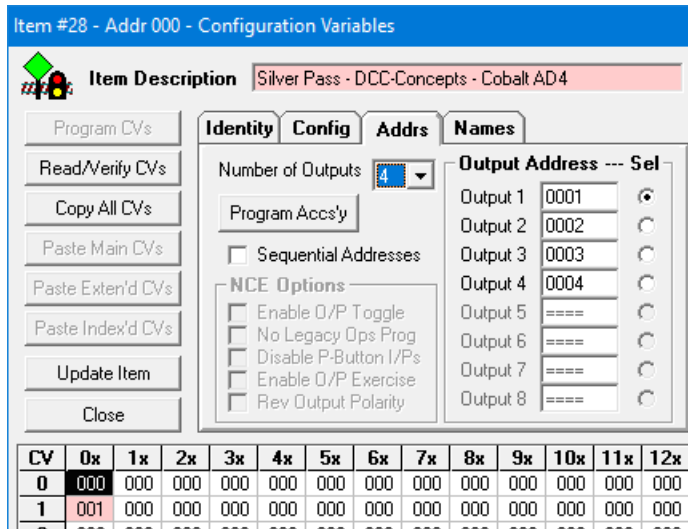 Item #28 - Addr 000 - Configuration Variables
Item Description Silver Pass - DCC-Concepts - Cobalt AD4
Program CVs
Read/Verify CVs
Copy All CVs
Paste Main CVs
Paste Exten'd CVs
Paste Index'd CVs
Update Item
Close
Identity Config Addrs Names
Number of Outputs 4
Program Accs'y
Sequential Addresses
NCE Options
Enable O/P Toggle
No Legacy Ops Prog
Disable P-Button I/Ps
Enable O/P Exercise
Rev Output Polarity
Output Address --- Sel
Output 1 0001
Output 2 0002
Output 3 0003
Output 4 0004
Output 5 ====
Output 6 ====
Output 7 ====
Output 8 ====
CV 0x 1x 2x 3x 4x 5x 6x 7x 8x 9x 10x 11x 12x
0 000 000 000 000 000 000 000 000 000 000 000 000 000
1 001 000 000 000 000 000 000 000 000 000 000 000 000